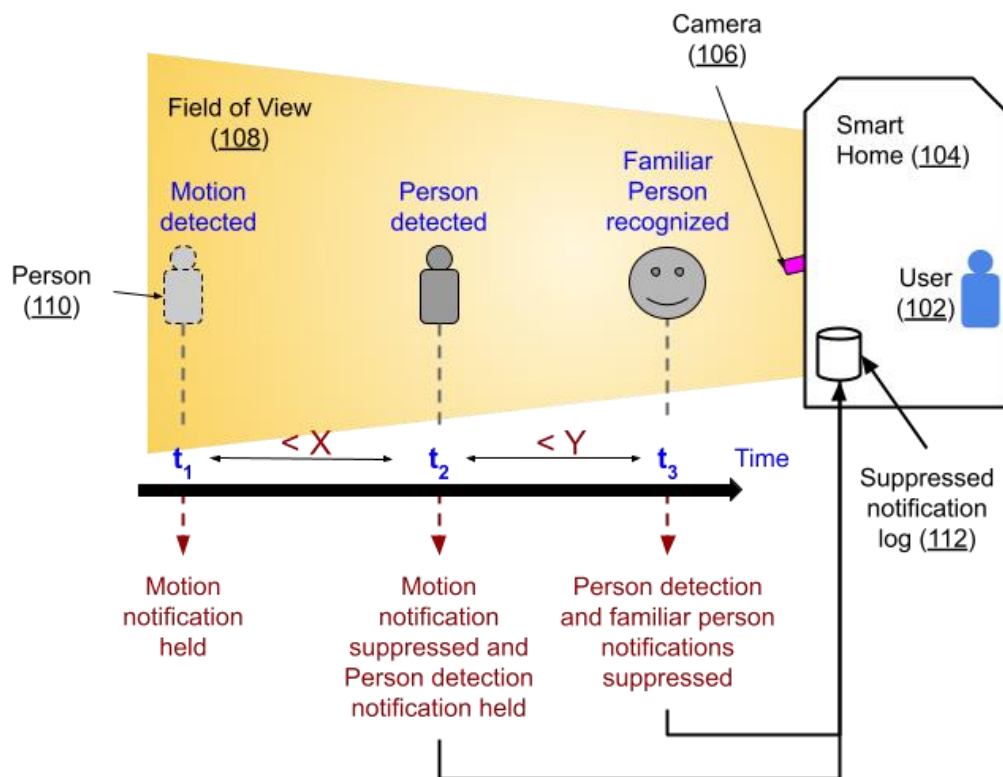 Camera
(106)
Field of View
(108)
Smart
Home (104)
Motion
detected
Person
detected
Familiar
Person
recognized
Person
(110)
User
(102)
< X
< Y
t1
t2
t3
Time
Suppressed
notification
log (112)
Motion
notification
held
Motion
notification
suppressed and
Person detection
notification held
Person detection
and familiar person
notifications
suppressed